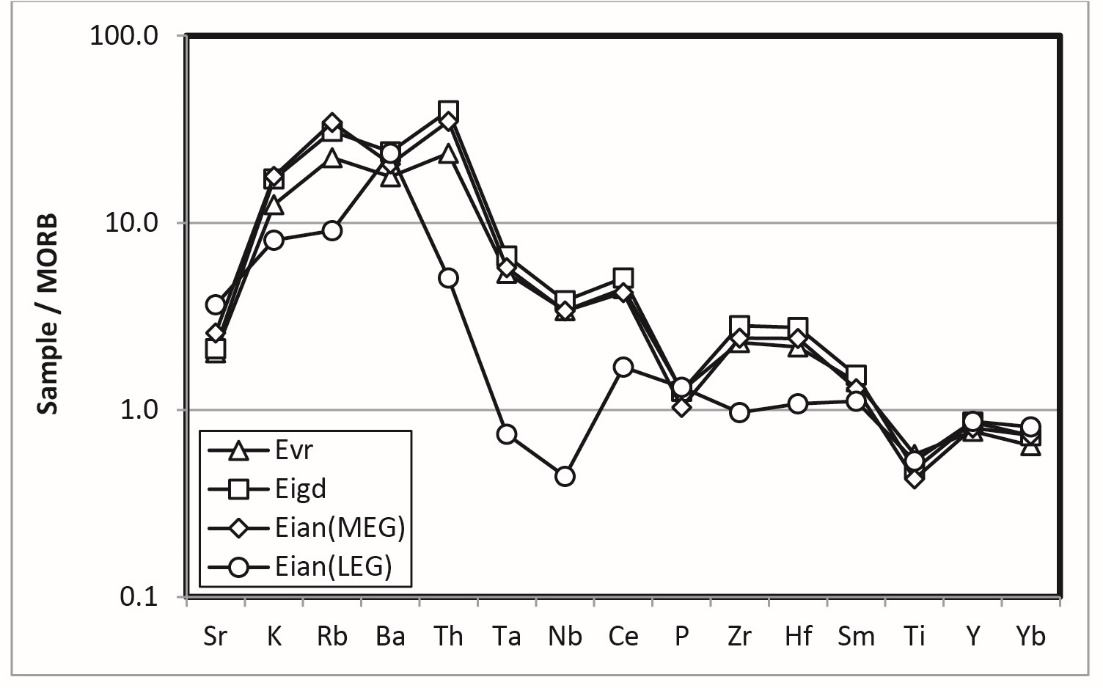 100.0
10.0
1.0
0.1
Sample / MORB
Evr
Eigd
Eian(MEG)
Eian(LEG)
Sr K Rb Ba Th Ta Nb Ce P Zr Hf Sm Ti Y Yb